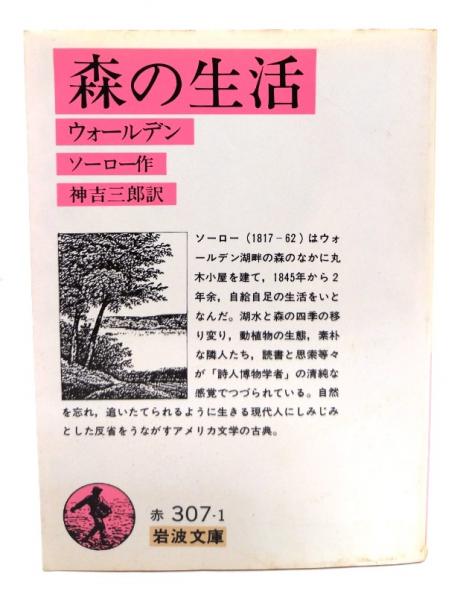 森の生活
ウォールデン
ソーロー作
神吉三郎訳
ソーロー(1817-62)はウォ
ールデン湖畔の森のなかに丸
木小屋を建て，1845年から2
年余，自給自足の生活をいと
なんだ。湖水と森の四季の移
り変り，動植物の生態，素朴
な隣人たち，読書と思索等々
が「詩人博物学者」の清純な
感覚でつづられている。自然
を忘れ，追いたてられるように生きる現代人にしみじみ
とした反省をうながすアメリカ文学の古典。
赤 307-1
岩波文庫